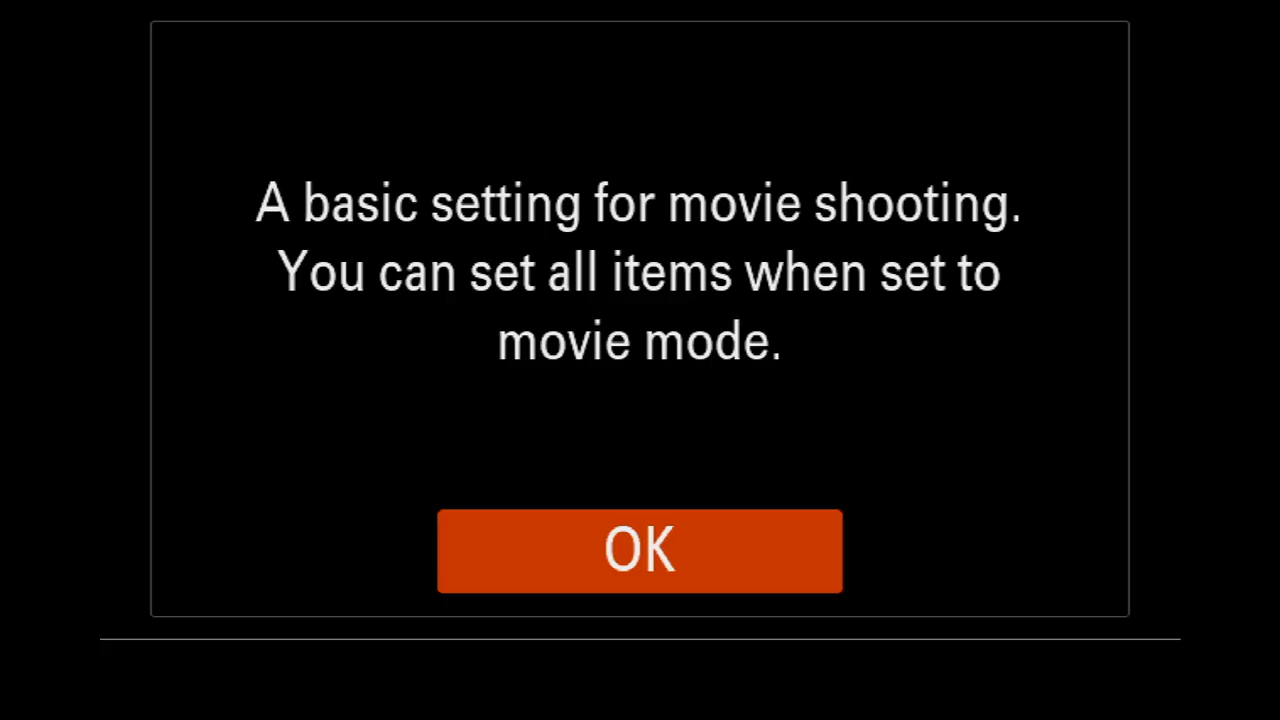 A basic setting for movie shooting.
You can set all items when set to
movie mode.
OK